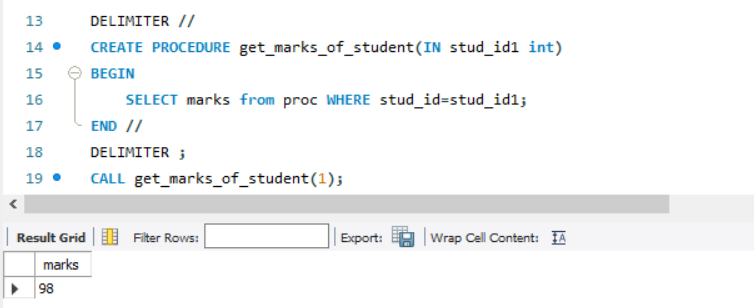 13 DELIMITER //
14 CREATE PROCEDURE get_marks_of_student(IN stud_id1 int)
15 BEGIN
16 SELECT marks from proc WHERE stud_id=stud_id1;
17 END //
18 DELIMITER ;
19 CALL get_marks_of_student(1);
Result Grid Filter Rows: Export: Wrap Cell Content: IA
marks
98